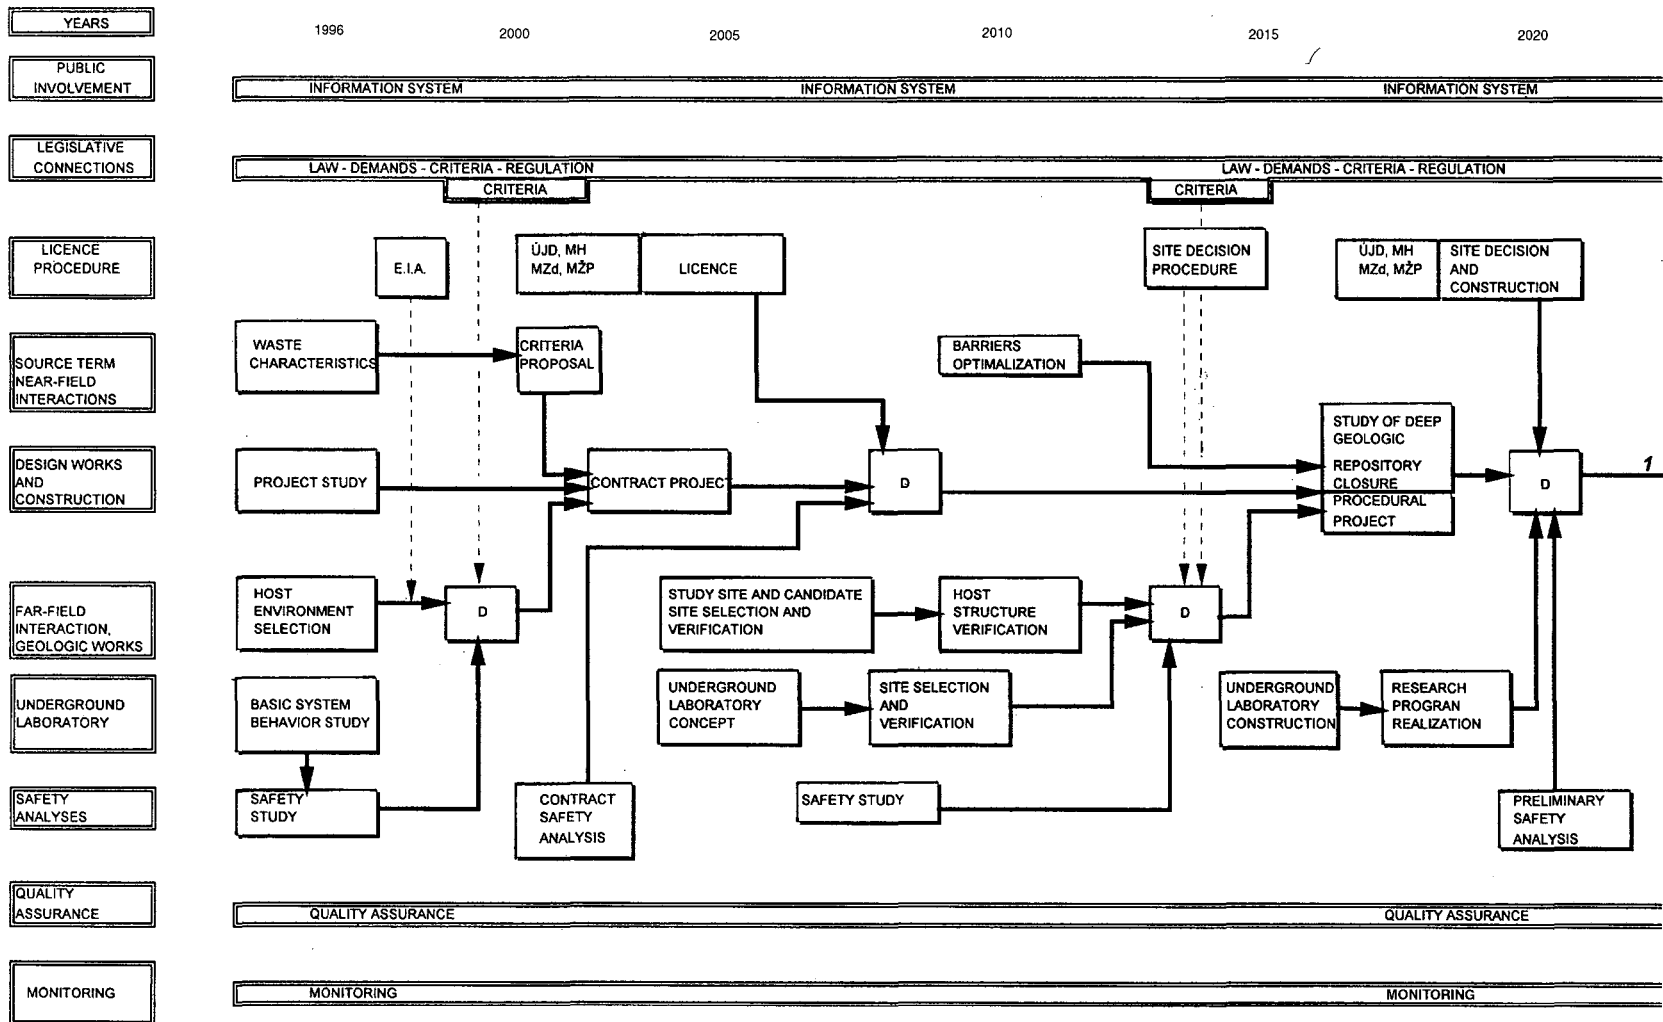 YEARS
1996
2000
2005
2010
2015
2020
PUBLIC
INVOLVEMENT
INFORMATION SYSTEM
INFORMATION SYSTEM
INFORMATION SYSTEM
LEGISLATIVE
CONNECTIONS
LAW - DEMANDS - CRITERIA - REGULATION
LAW - DEMANDS - CRITERIA - REGULATION
CRITERIA
CRITERIA
LICENCE
PROCEDURE
E.I.A.
ÚJD, MH
MZd, MŽP
LICENCE
SITE DECISION
PROCEDURE
ÚJD, MH
MZd, MŽP
SITE DECISION
AND
CONSTRUCTION
SOURCE TERM
NEAR-FIELD
INTERACTIONS
WASTE
CHARACTERISTICS
CRITERIA
PROPOSAL
BARRIERS
OPTIMALIZATION
DESIGN WORKS
AND
CONSTRUCTION
PROJECT STUDY
CONTRACT PROJECT
D
STUDY OF DEEP
GEOLOGIC
REPOSITORY
CLOSURE
PROCEDURAL
PROJECT
D
1
FAR-FIELD
INTERACTION,
GEOLOGIC WORKS
HOST
ENVIRONMENT
SELECTION
D
STUDY SITE AND CANDIDATE
SITE SELECTION AND
VERIFICATION
HOST
STRUCTURE
VERIFICATION
D
UNDERGROUND
LABORATORY
BASIC SYSTEM
BEHAVIOR STUDY
UNDERGROUND
LABORATORY
CONCEPT
SITE SELECTION
AND
VERIFICATION
UNDERGROUND
LABORATORY
CONSTRUCTION
RESEARCH
PROGRAN
REALIZATION
SAFETY
ANALYSES
SAFETY
STUDY
CONTRACT
SAFETY
ANALYSIS
SAFETY STUDY
PRELIMINARY
SAFETY
ANALYSIS
QUALITY
ASSURANCE
QUALITY ASSURANCE
QUALITY ASSURANCE
MONITORING
MONITORING
MONITORING